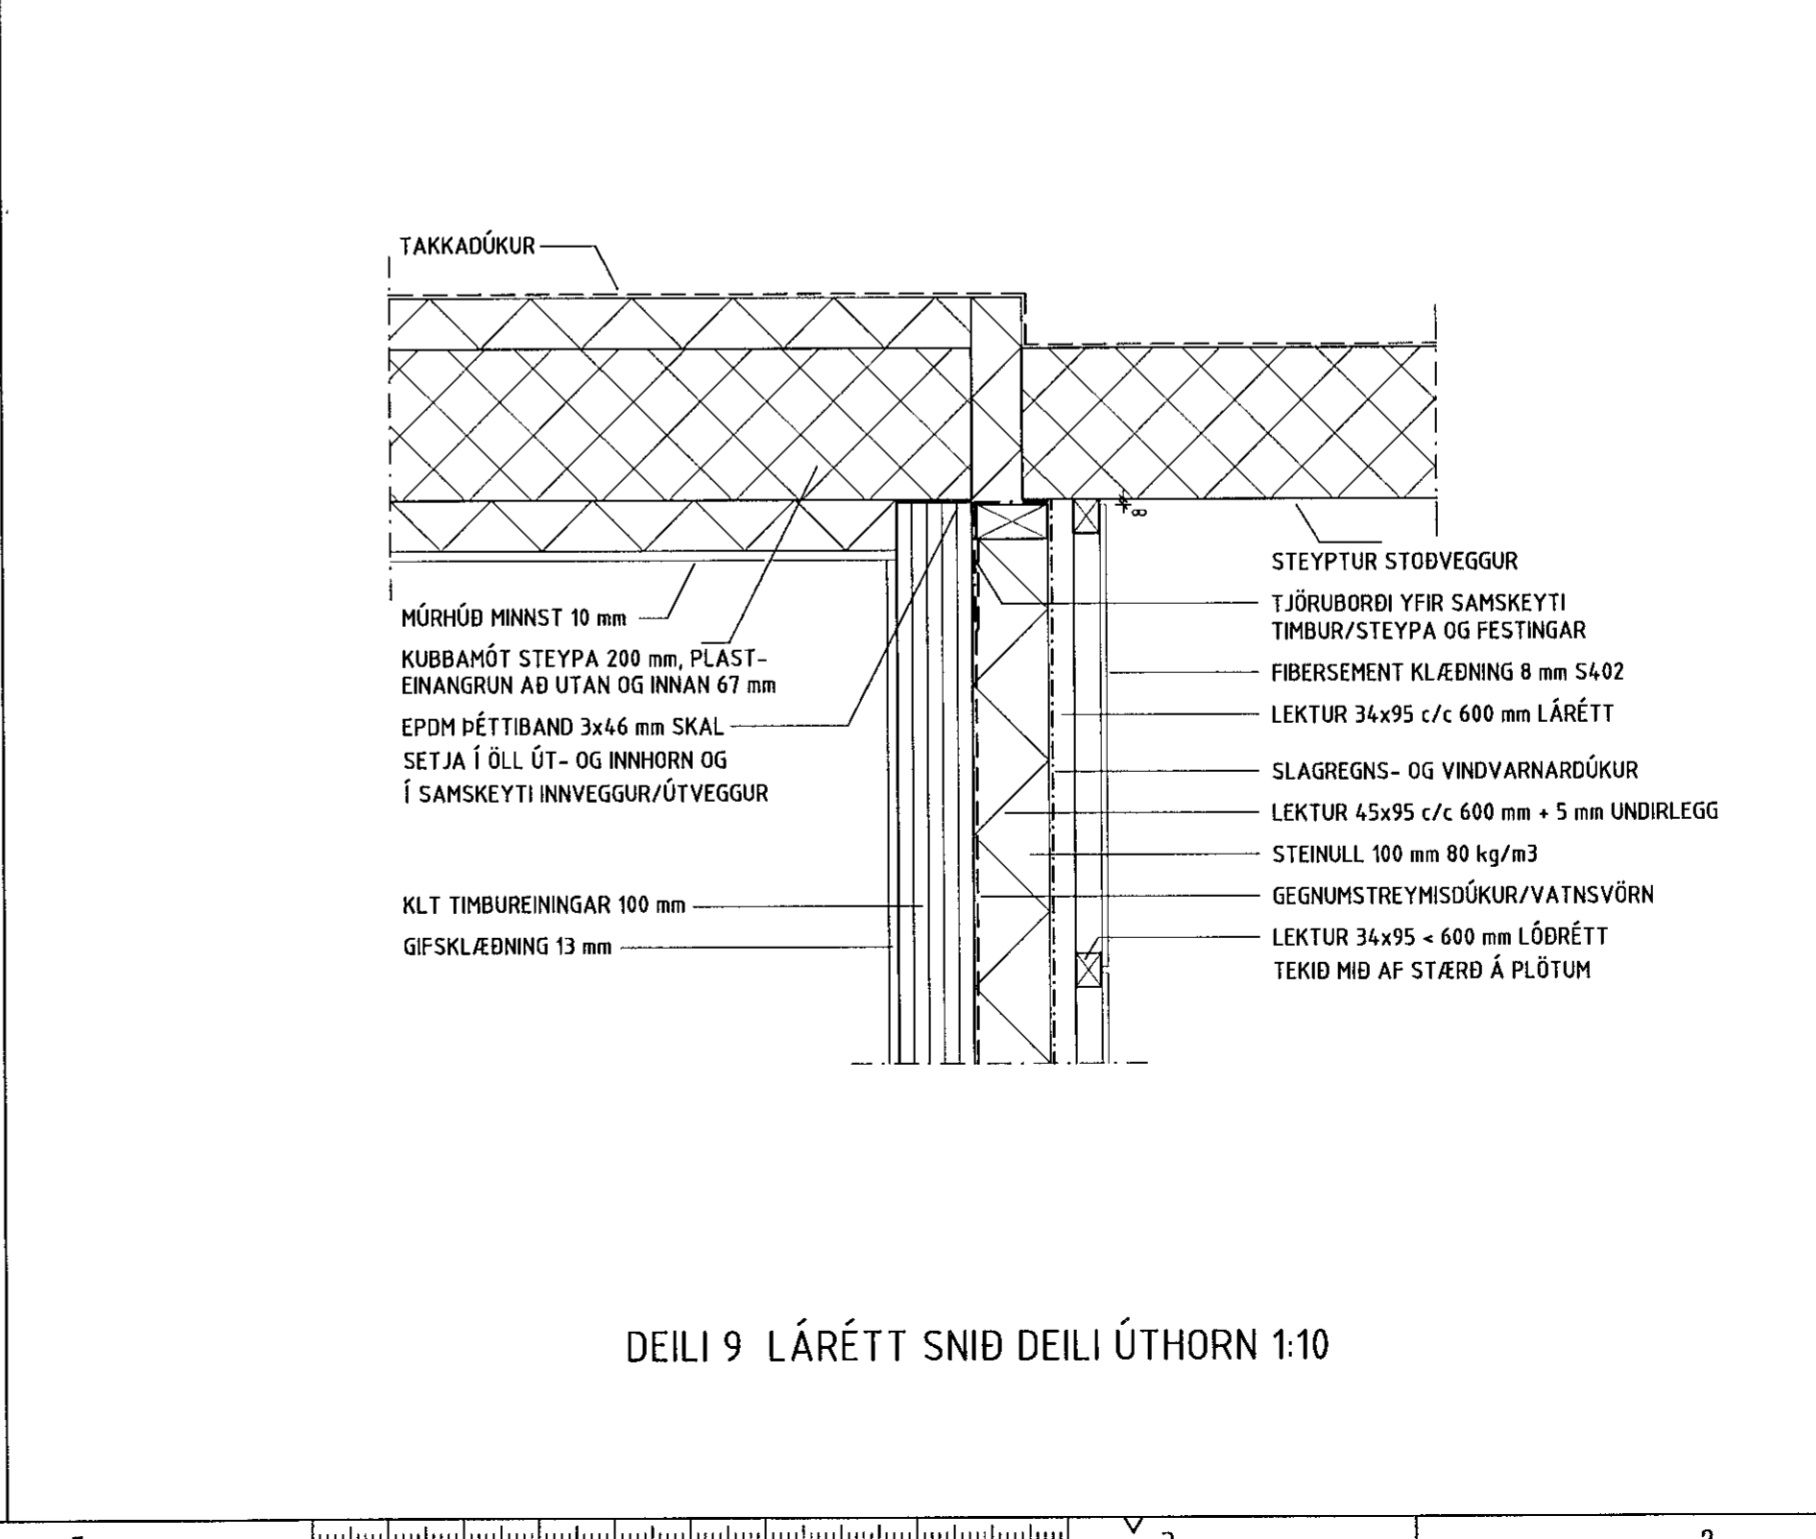 TAKKADÚKUR
MÚRHÚÐ MINNST 10 mm
KUBBAMÓT STEYPA 200 mm, PLAST-
EINANGRUN AÐ UTAN OG INNAN 67 mm
EPDM ÞÉTTIBAND 3x46 mm SKAL
SETJA Í ÖLL ÚT- OG INNHORN OG
Í SAMSKEYTI INNVEGGUR/ÚTVEGGUR
KLT TIMBUREININGAR 100 mm
GIFSKLÆÐNING 13 mm
8
STEYPTUR STOÐVEGGUR
TJÖRUBORÐI YFIR SAMSKEYTI
TIMBUR/STEYPA OG FESTINGAR
FIBERSEMENT KLÆÐNING 8 mm S402
LEKTUR 34x95 c/c 600 mm LÁRÉTT
SLAGREGNS- OG VINDVARNARDÚKUR
LEKTUR 45x95 c/c 600 mm + 5 mm UNDIRLEGG
STEINULL 100 mm 80 kg/m3
GEGNUMSTREYMISDÚKUR/VATNSVÖRN
LEKTUR 34x95 < 600 mm LÓÐRÉTT
TEKIÐ MIÐ AF STÆRÐ Á PLÖTUM
DEILI 9 LÁRÉTT SNIÐ DEILI ÚTHORN 1:10